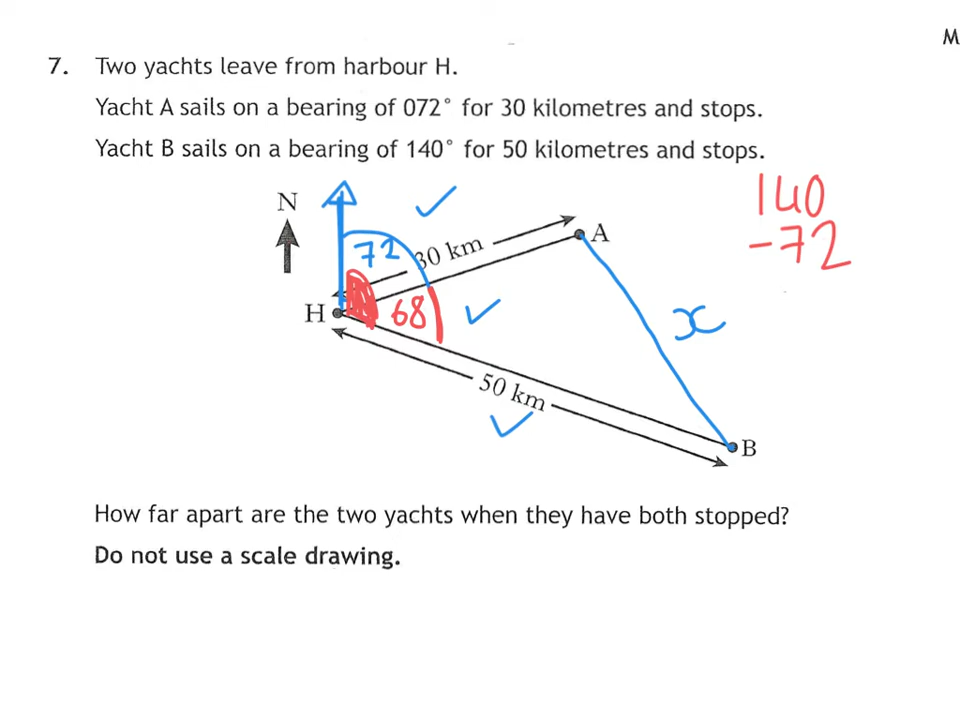 M
7. Two yachts leave from harbour H.
Yacht A sails on a bearing of 072° for 30 kilometres and stops.
Yacht B sails on a bearing of 140° for 50 kilometres and stops.
140
-72
N
72
30 km
A
H
68
x
50 km
B
How far apart are the two yachts when they have both stopped?
Do not use a scale drawing.